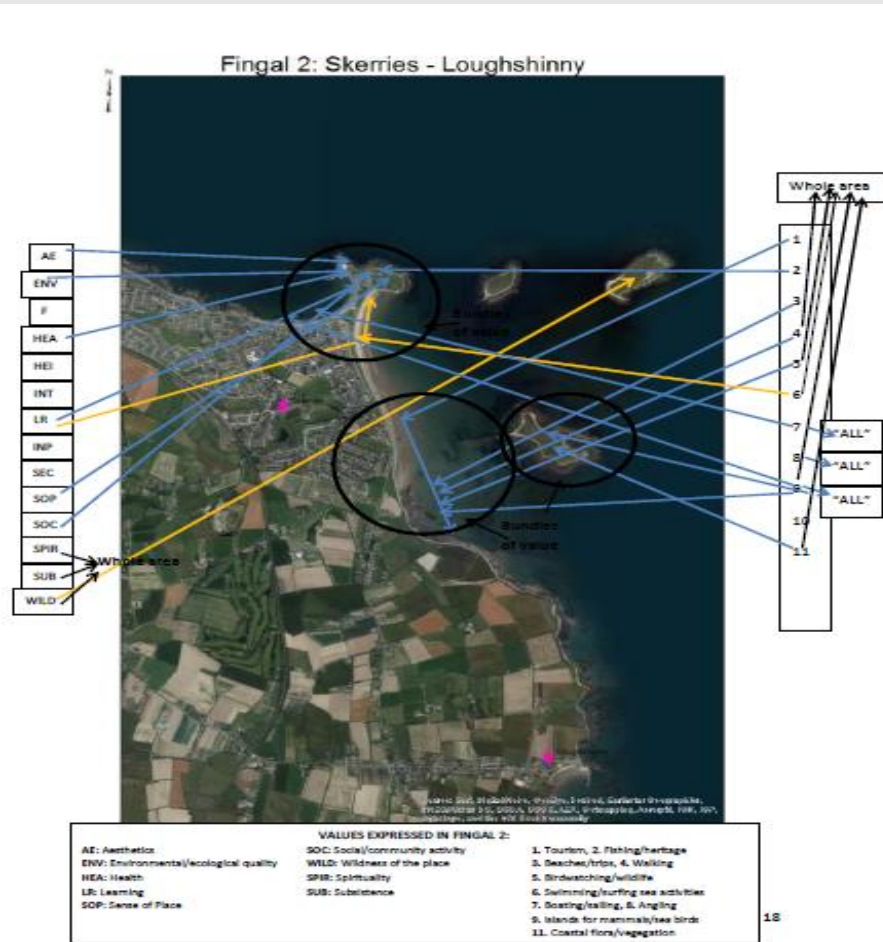 Fingal 2: Skerries - Loughshinny
Whole area
AE
ENV
F
HEA
HEI
INT
LR
INP
SEC
SOP
SOC
SPIR
SUB
WILD
Whole area
Bundles
of value
Bundles
of value
1
2
3
4
5
6
7
8
9
10
11
"ALL"
"ALL"
"ALL"
VALUES EXPRESSED IN FINGAL 2:
AE: Aesthetics
ENV: Environmental/ecological quality
HEA: Health
LR: Learning
SOP: Sense of Place
SOC: Social/community activity
WILD: Wildness of the place
SPIR: Spirituality
SUB: Subsistence
1. Tourism, 2. Fishing/heritage
3. Beaches/trips, 4. Walking
5. Birdwatching/wildlife
6. Swimming/surfing sea activities
7. Boating/sailing, 8. Angling
9. Islands for mammals/sea birds
11. Coastal flora/vegegation
18